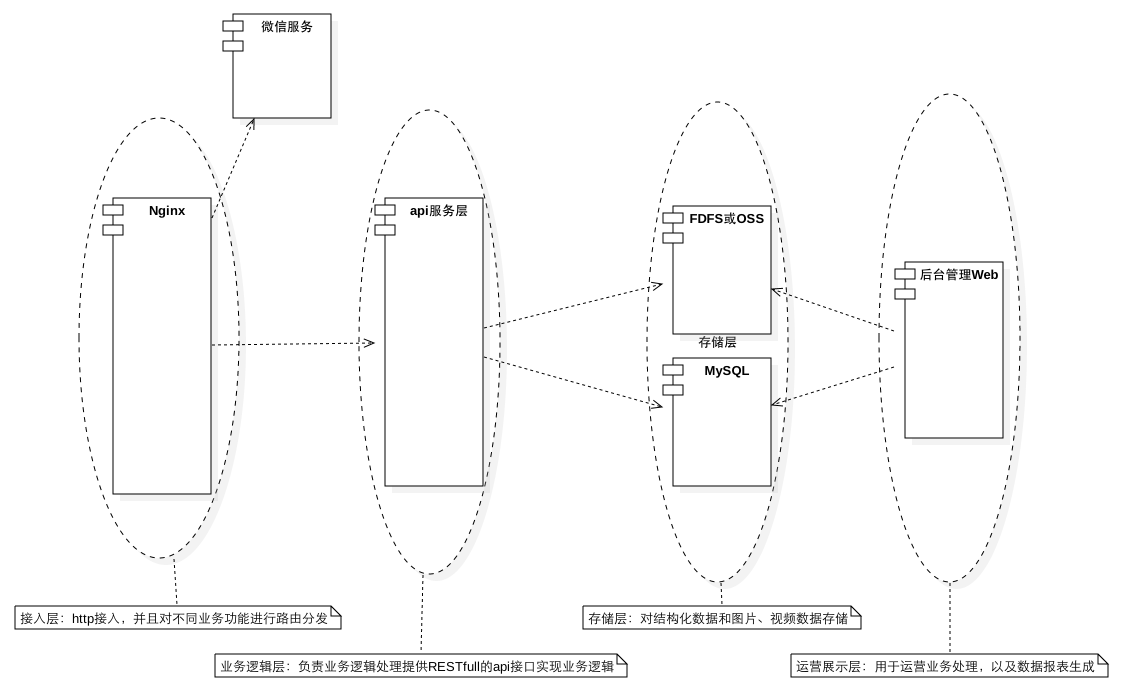 微信服务
Nginx
api服务层
FDFS或OSS
后台管理Web
存储层
MySQL
接入层：http接入，并且对不同业务功能进行路由分发
存储层：对结构化数据和图片、视频数据存储
业务逻辑层：负责业务逻辑处理提供RESTfull的api接口实现业务逻辑
运营展示层：用于运营业务处理，以及数据报表生成